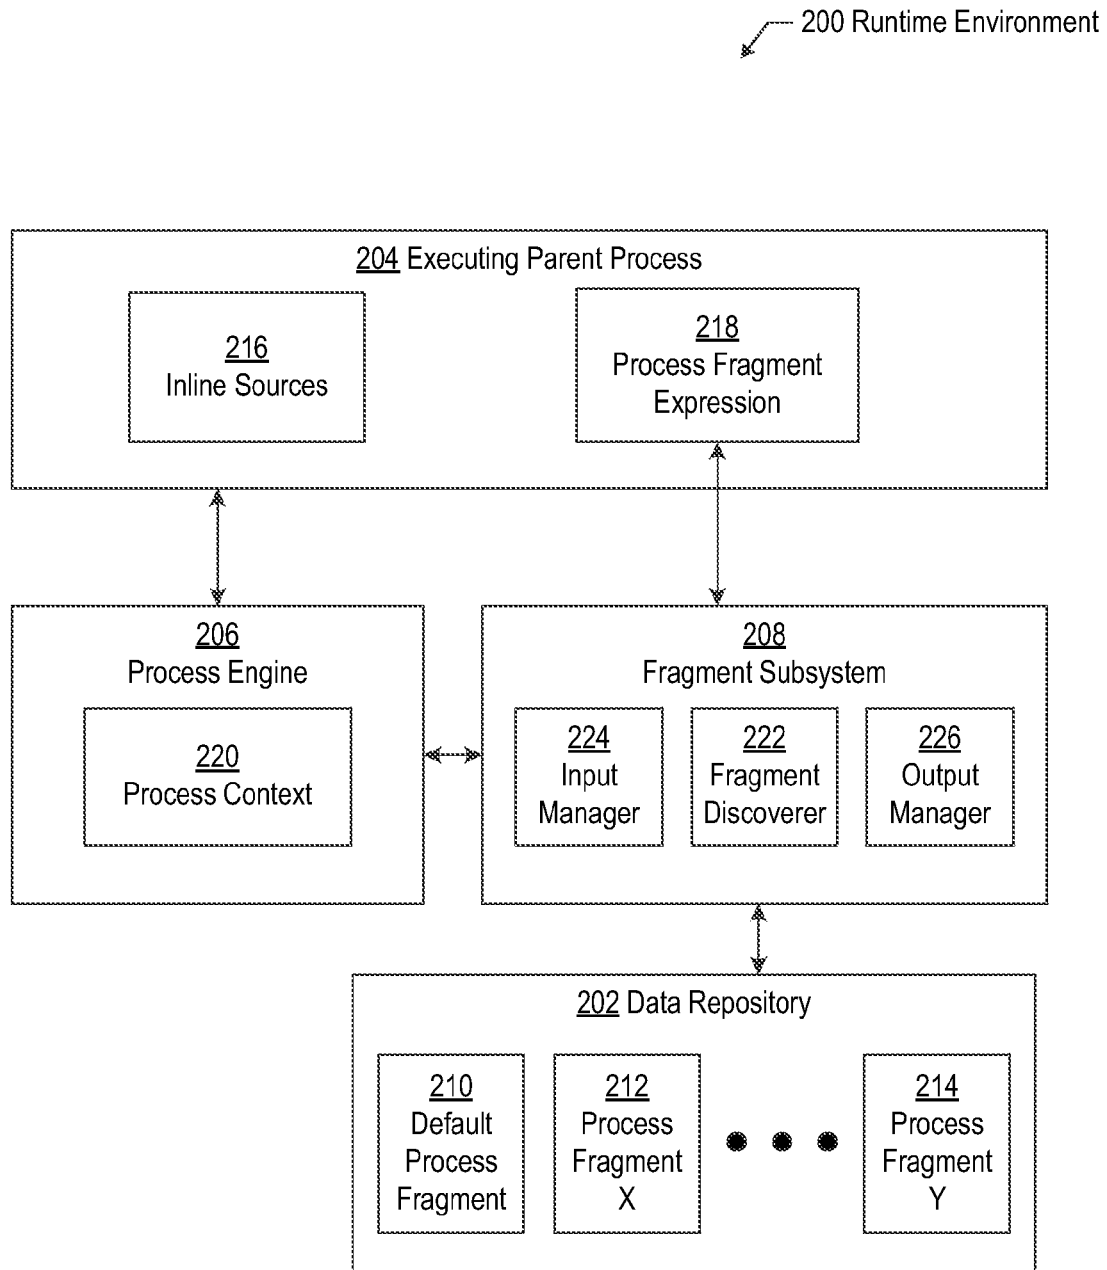 200 Runtime Environment
204 Executing Parent Process
216
Inline Sources
218
Process Fragment
Expression
206
Process Engine
220
Process Context
208
Fragment Subsystem
224
Input
Manager
222
Fragment
Discoverer
226
Output
Manager
202 Data Repository
210
Default
Process
Fragment
212
Process
Fragment
X
214
Process
Fragment
Y